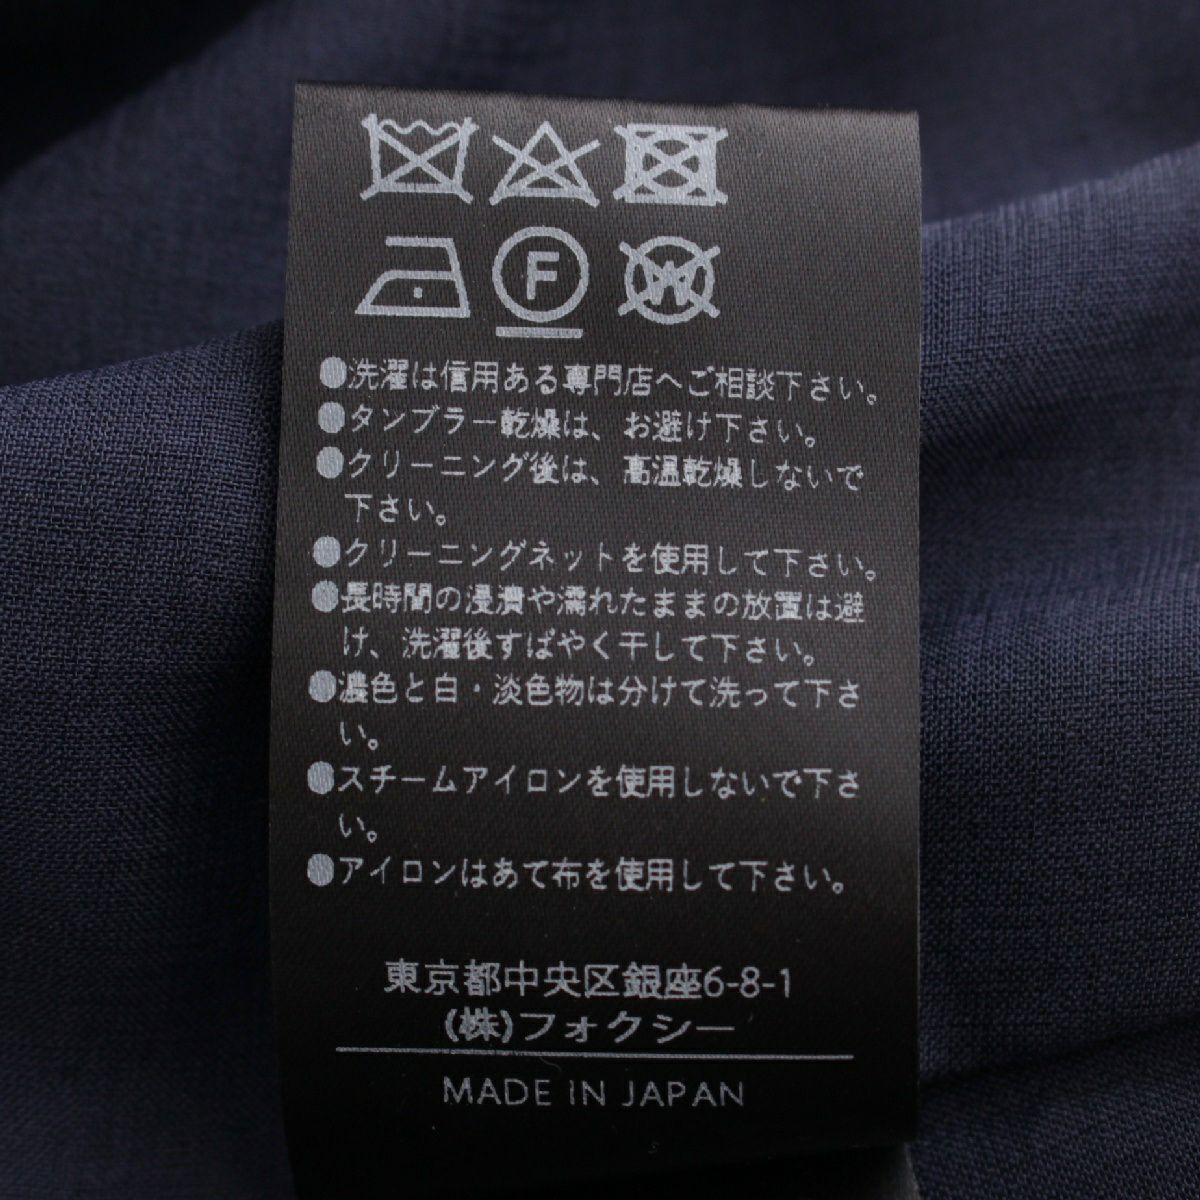 F
W
●洗濯は信用ある専門店へご相談下さい。
●タンブラー乾燥は、お避け下さい。
●クリーニング後は、高温乾燥しないで
下さい。
●クリーニングネットを使用して下さい。
●長時間の浸漬や濡れたままの放置は避
け、洗濯後すばやく干して下さい。
●濃色と白・淡色物は分けて洗って下さ
い。
●スチームアイロンを使用しないで下さ
い。
●アイロンはあて布を使用して下さい。
東京都中央区銀座6-8-1
(株)フォクシー
MADE IN JAPAN